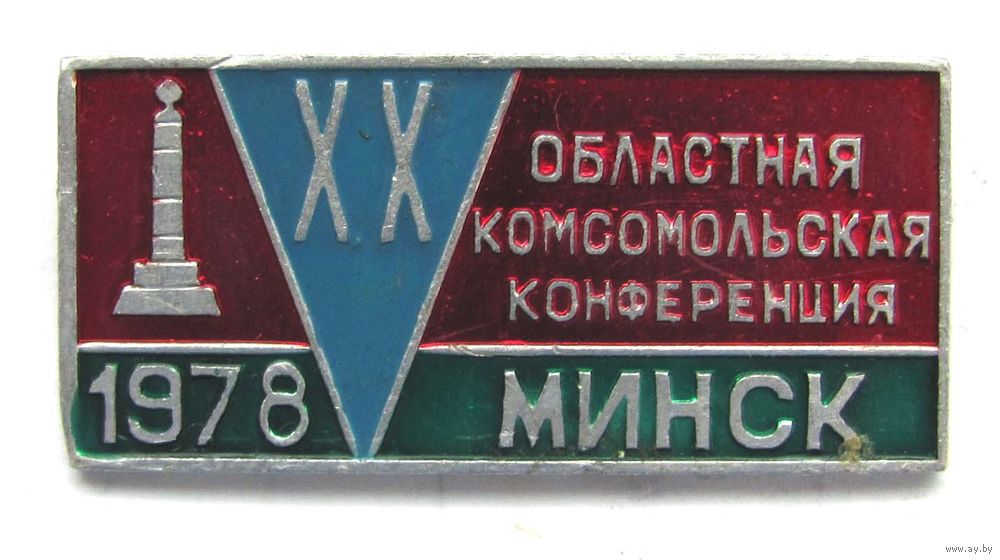 XX
ОБЛАСТНАЯ
КОМСОМОЛЬСКАЯ
КОНФЕРЕНЦИЯ
1978 МИНСК
www.ay.by